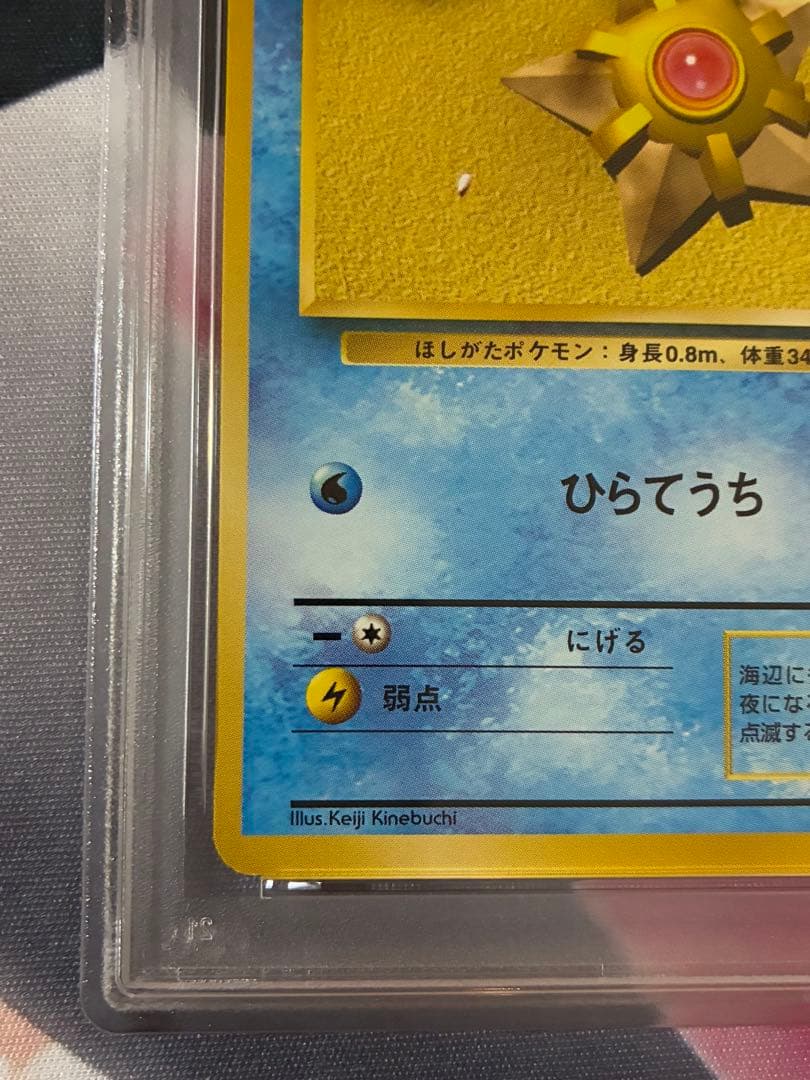 ほしがたポケモン：身長0.8m、体重34
ひらてうち
にげる
弱点
海辺に
夜にな
点滅する
Illus.Keiji Kinebuchi